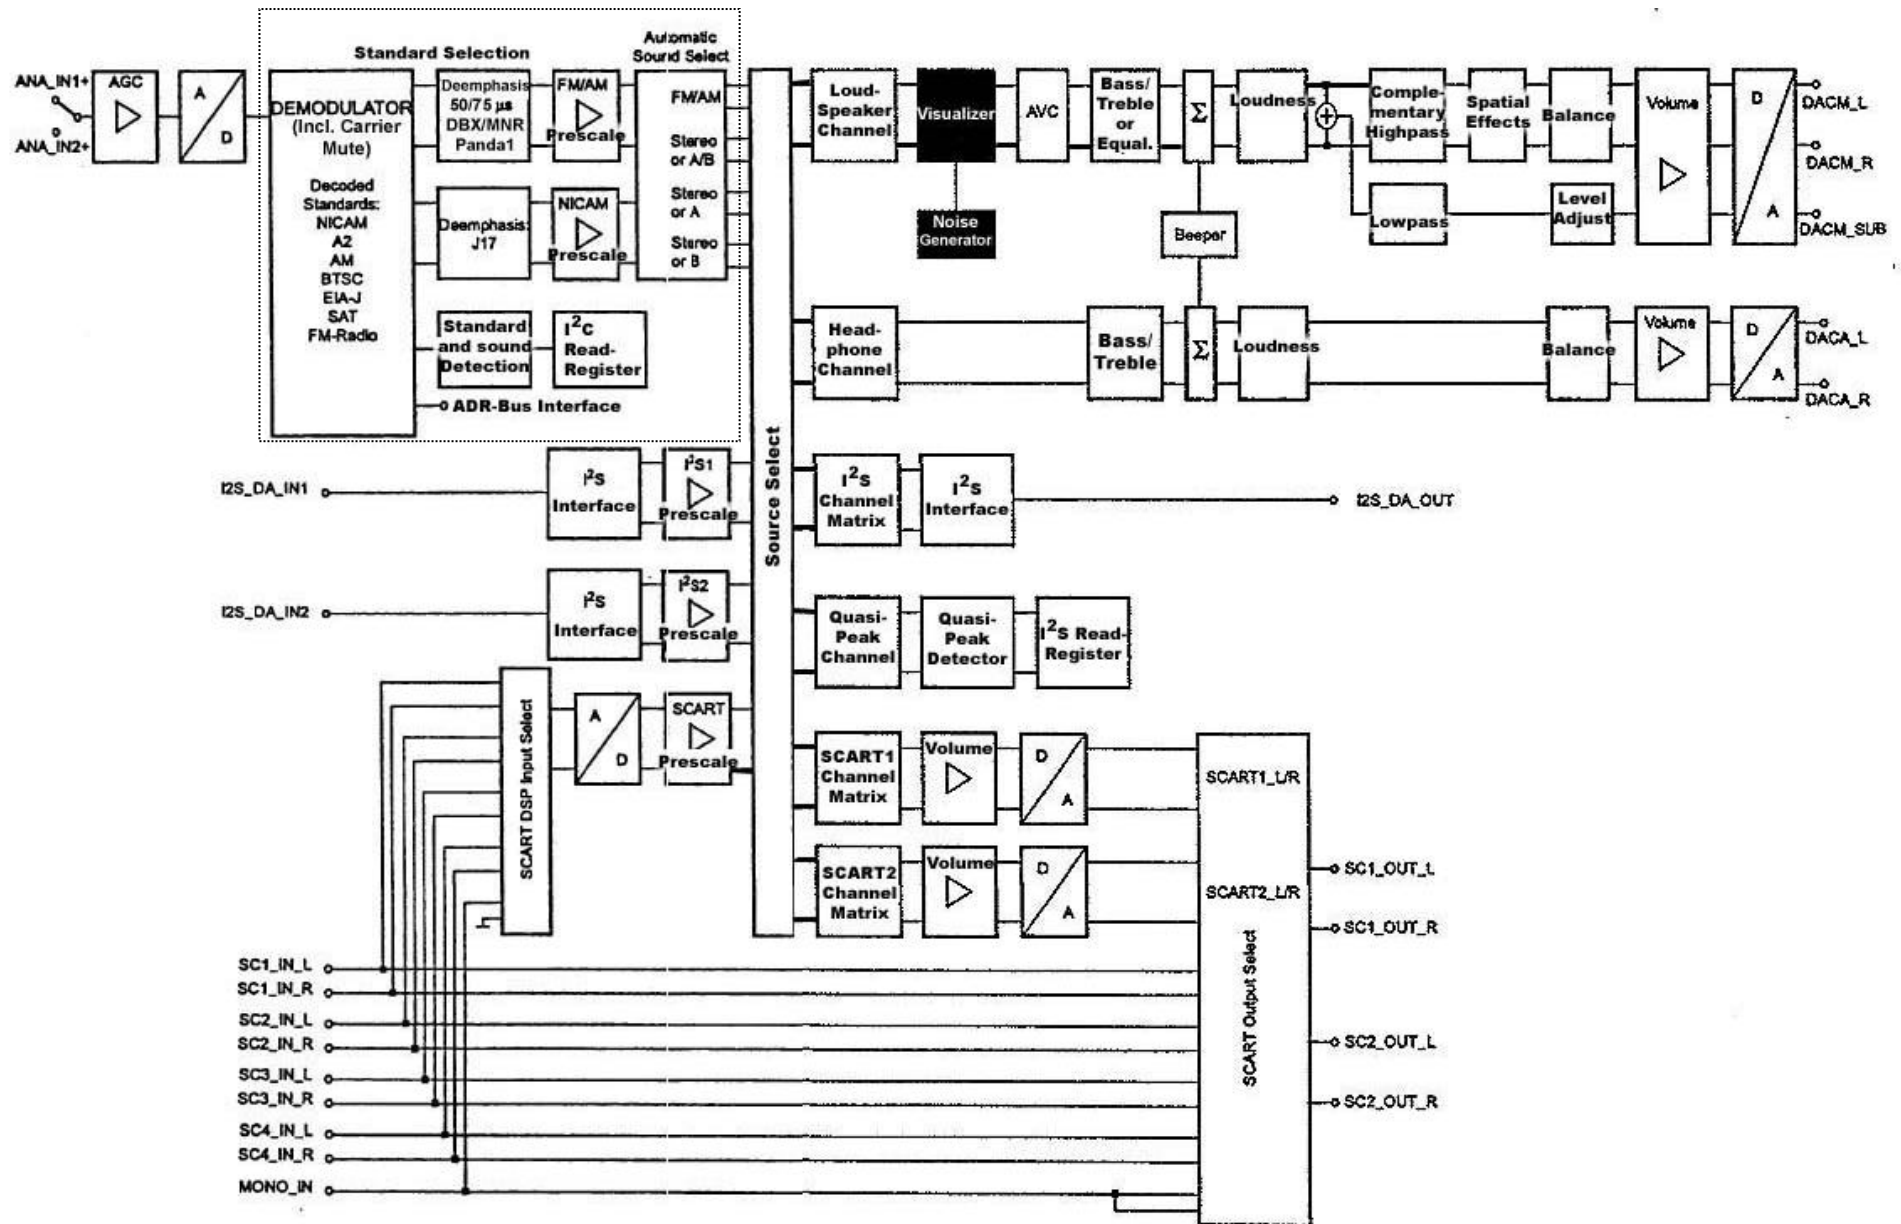 Standard Selection
Automatic
Sound Select
ANA_IN1+
ANA_IN2+
AGC
A
D
DEMODULATOR
(Incl. Carrier
Mute)
Decoded
Standards:
NICAM
A2
AM
BTSC
EIA-J
SAT
FM-Radio
Deemphasis
50/75 µs
DBX/MNR
Panda1
FM/AM
Prescale
Deemphasis:
J17
NICAM
Prescale
FM/AM
Stereo
or A/B
Stereo
or A
Stereo
or B
Standard
and sound
Detection
I²C
Read-
Register
ADR-Bus Interface
Source Select
Loud-
Speaker
Channel
Visualizer
Noise
Generator
AVC
Bass/
Treble
or
Equal.
Σ
Beeper
Loudness
+
Comple-
mentary
Highpass
Spatial
Effects
Balance
Lowpass
Level
Adjust
Volume
D
A
DACM_L
DACM_R
DACM_SUB
Head-
phone
Channel
Bass/
Treble
Σ
Loudness
Balance
Volume
D
A
DACA_L
DACA_R
I2S_DA_IN1
I²S
Interface
I²S1
Prescale
I²S
Channel
Matrix
I²S
Interface
I2S_DA_OUT
I2S_DA_IN2
I²S
Interface
I²S2
Prescale
Quasi-
Peak
Channel
Quasi-
Peak
Detector
I²S Read-
Register
SCART DSP Input Select
A
D
SCART
Prescale
SCART1
Channel
Matrix
Volume
D
A
SCART1_L/R
SCART2
Channel
Matrix
Volume
D
A
SCART2_L/R
SCART Output Select
SC1_OUT_L
SC1_OUT_R
SC2_OUT_L
SC2_OUT_R
SC1_IN_L
SC1_IN_R
SC2_IN_L
SC2_IN_R
SC3_IN_L
SC3_IN_R
SC4_IN_L
SC4_IN_R
MONO_IN